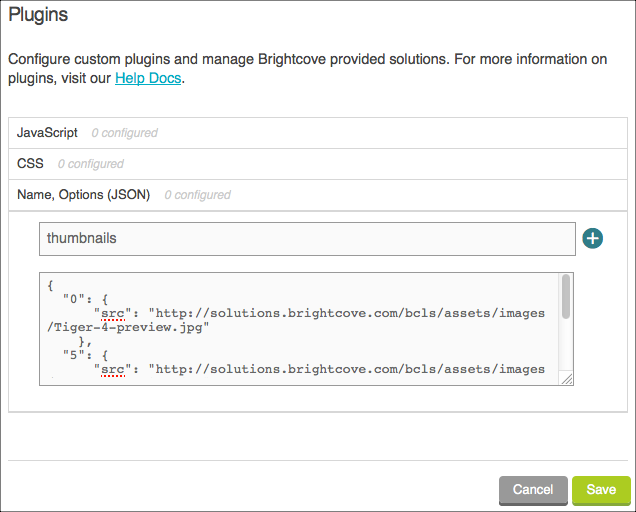 Plugins
Configure custom plugins and manage Brightcove provided solutions. For more information on
plugins, visit our Help Docs.
JavaScript 0 configured
CSS 0 configured
Name, Options (JSON) 0 configured
thumbnails
{
"0": {
"src": "http://solutions.brightcove.com/bcls/assets/images
/Tiger-4-preview.jpg"
},
"5": {
"src": "http://solutions.brightcove.com/bcls/assets/images
Cancel Save